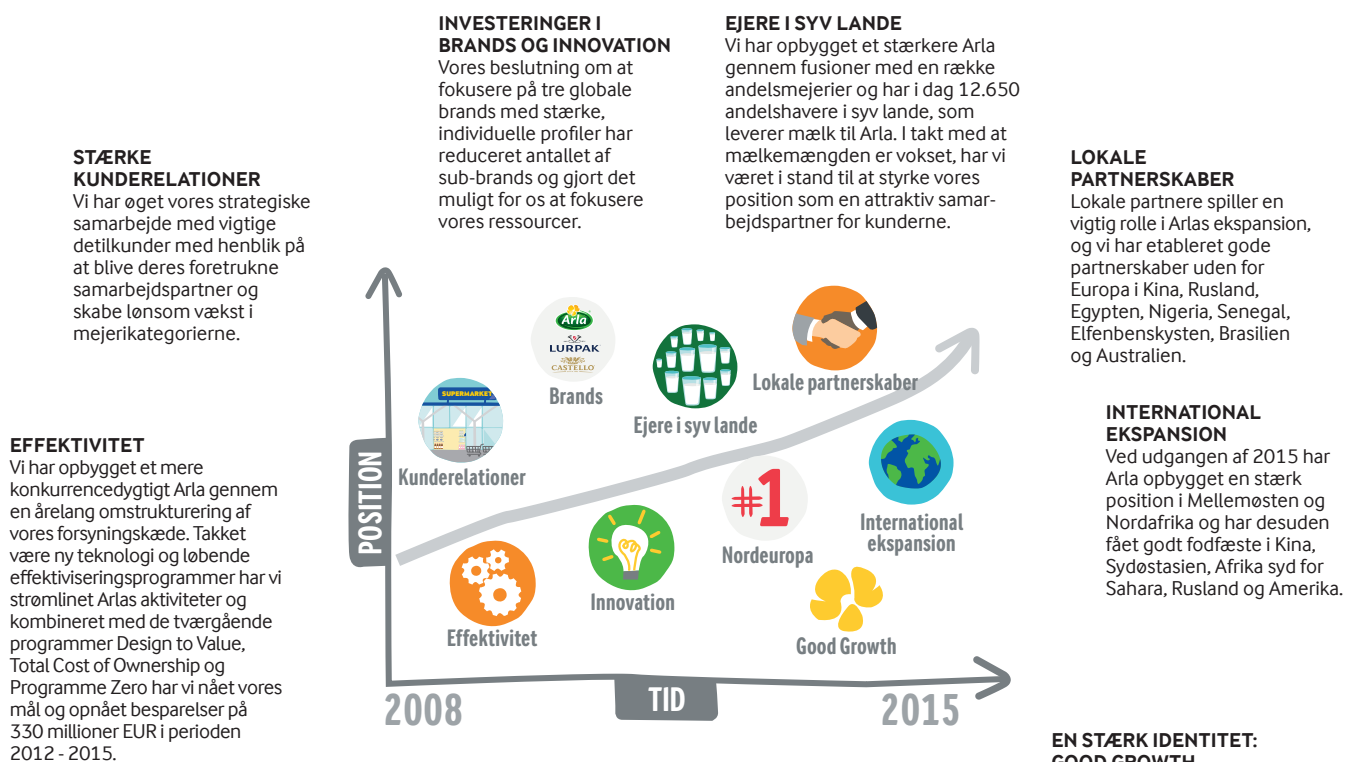 INVESTERINGER I
BRANDS OG INNOVATION
Vores beslutning om at
fokusere på tre globale
brands med stærke,
individuelle profiler har
reduceret antallet af
sub-brands og gjort det
muligt for os at fokusere
vores ressourcer.
EJERE I SYV LANDE
Vi har opbygget et stærkere Arla
gennem fusioner med en række
andelsmejerier og har i dag 12.650
andelshavere i syv lande, som
leverer mælk til Arla. I takt med at
mælkemængden er vokset, har vi
været i stand til at styrke vores
position som en attraktiv samar-
bejdspartner for kunderne.
STÆRKE
KUNDERELATIONER
Vi har øget vores strategiske
samarbejde med vigtige
detilkunder med henblik på
at blive deres foretrukne
samarbejdspartner og
skabe lønsom vækst i
mejerikategorierne.
LOKALE
PARTNERSKABER
Lokale partnere spiller en
vigtig rolle i Arlas ekspansion,
og vi har etableret gode
partnerskaber uden for
Europa i Kina, Rusland,
Egypten, Nigeria, Senegal,
Elfenbenskysten, Brasilien
og Australien.
EFFEKTIVITET
Vi har opbygget et mere
konkurrencedygtigt Arla gennem
en årelang omstrukturering af
vores forsyningskæde. Takket
være ny teknologi og løbende
effektiviseringsprogrammer har vi
strømlinet Arlas aktiviteter og
kombineret med de tværgående
programmer Design to Value,
Total Cost of Ownership og
Programme Zero har vi nået vores
mål og opnået besparelser på
330 millioner EUR i perioden
2012 - 2015.
INTERNATIONAL
EKSPANSION
Ved udgangen af 2015 har
Arla opbygget en stærk
position i Mellemøsten og
Nordafrika og har desuden
fået godt fodfæste i Kina,
Sydøstasien, Afrika syd for
Sahara, Rusland og Amerika.
POSITION
SUPERMARKET
Kunderelationer
Arla
LURPAK
CASTELLO
Brands
Ejere i syv lande
Lokale partnerskaber
Effektivitet
Innovation
#1
Nordeuropa
International
ekspansion
Good Growth
2008
TID
2015
EN STÆRK IDENTITET:
GOOD GROWTH